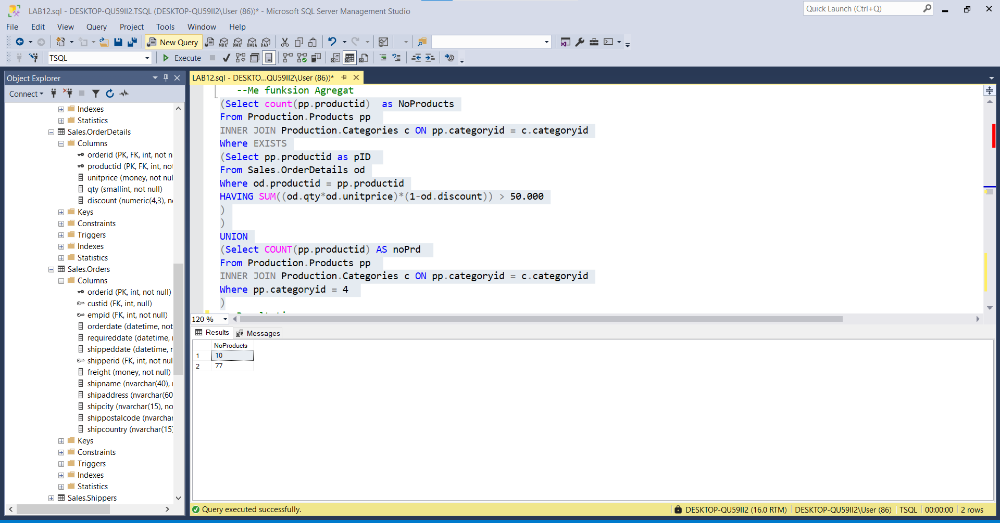 LAB12.sql - DESKTOP-QU59II2.TSQL (DESKTOP-QU59II2\User (86))* - Microsoft SQL Server Management Studio
Quick Launch (Ctrl+Q)
File Edit View Query Project Tools Window Help
New Query
MDX DMX XMLA DAX
TSQL
Execute
Object Explorer
LAB12.sql - DESKTO...QU59II2\User (86))*
Connect
Indexes
Statistics
Sales.OrderDetails
Columns
orderid (PK, FK, int, not n
productid (PK, FK, int, not
unitprice (money, not nul
qty (smallint, not null)
discount (numeric(4,3), n
Keys
Constraints
Triggers
Indexes
Statistics
Sales.Orders
Columns
orderid (PK, int, not null)
custid (FK, int, null)
empid (FK, int, not null)
orderdate (datetime, not
requireddate (datetime,
shippeddate (datetime, r
shipperid (FK, int, not nul
freight (money, not null)
shipname (nvarchar(40),
shipaddress (nvarchar(60
shipcity (nvarchar(15), no
shippostalcode (nvarchar
shipcountry (nvarchar(15)
Keys
Constraints
Triggers
Indexes
Statistics
Sales.Shippers
--Me funksion Agregat
(Select count(pp.productid)  as NoProducts
From Production.Products pp
INNER JOIN Production.Categories c ON pp.categoryid = c.categoryid
Where EXISTS
(Select pp.productid as pID
From Sales.OrderDetails od
Where od.productid = pp.productid
HAVING SUM((od.qty*od.unitprice)*(1-od.discount)) > 50.000
)
)
UNION
(Select COUNT(pp.productid) AS noPrd
From Production.Products pp
INNER JOIN Production.Categories c ON pp.categoryid = c.categoryid
Where pp.categoryid = 4
)
120 %
Results Messages
NoProducts
1 10
2 77
Query executed successfully.
DESKTOP-QU59II2 (16.0 RTM) DESKTOP-QU59II2\User (86) TSQL 00:00:00 2 rows